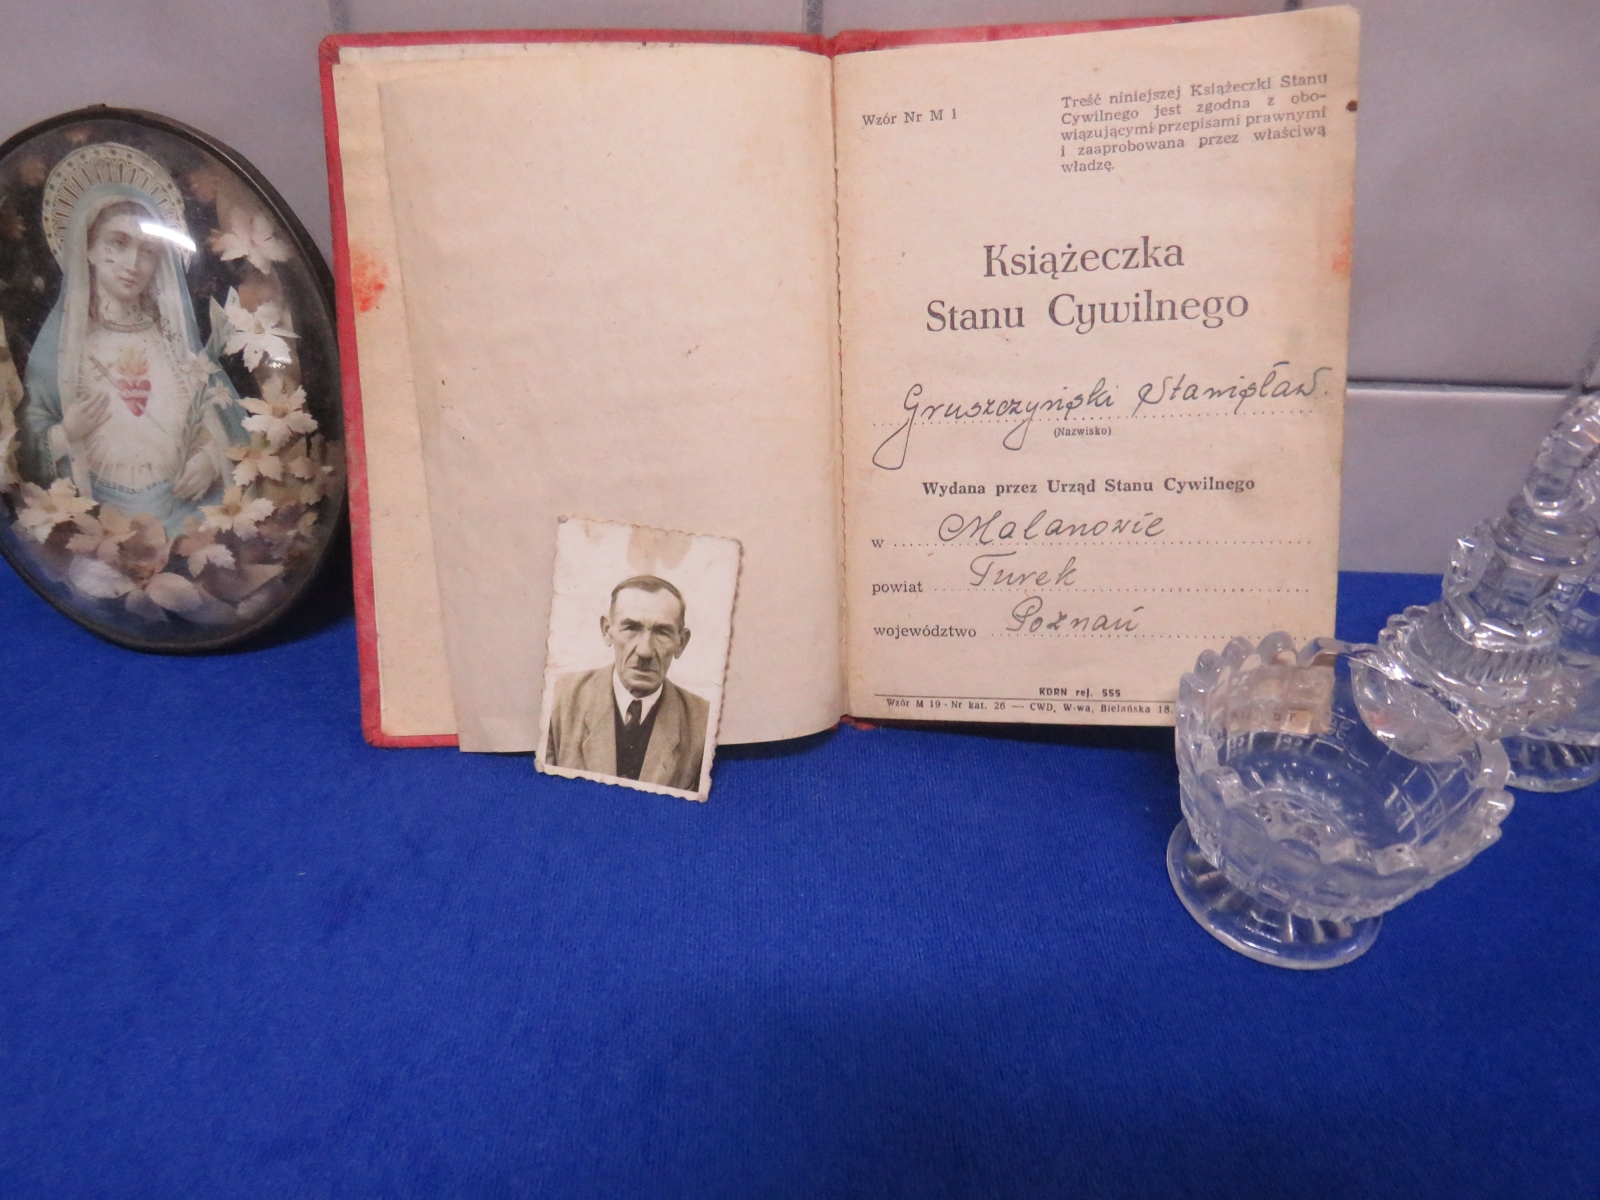 Wzór Nr M 1
Treść niniejszej Książeczki Stanu
Cywilnego jest zgodna z obo-
wiązującymi przepisami prawnymi
i zaaprobowana przez właściwą
władzę.
Książeczka
Stanu Cywilnego
Gruszczyński Stanisław.
(Nazwisko)
Wydana przez Urząd Stanu Cywilnego
w Malanowie
powiat Turek
województwo Poznań
KDRN rej. 555
Wzór M 19 - Nr kat. 26 — CWD, W-wa, Bielańska 18.